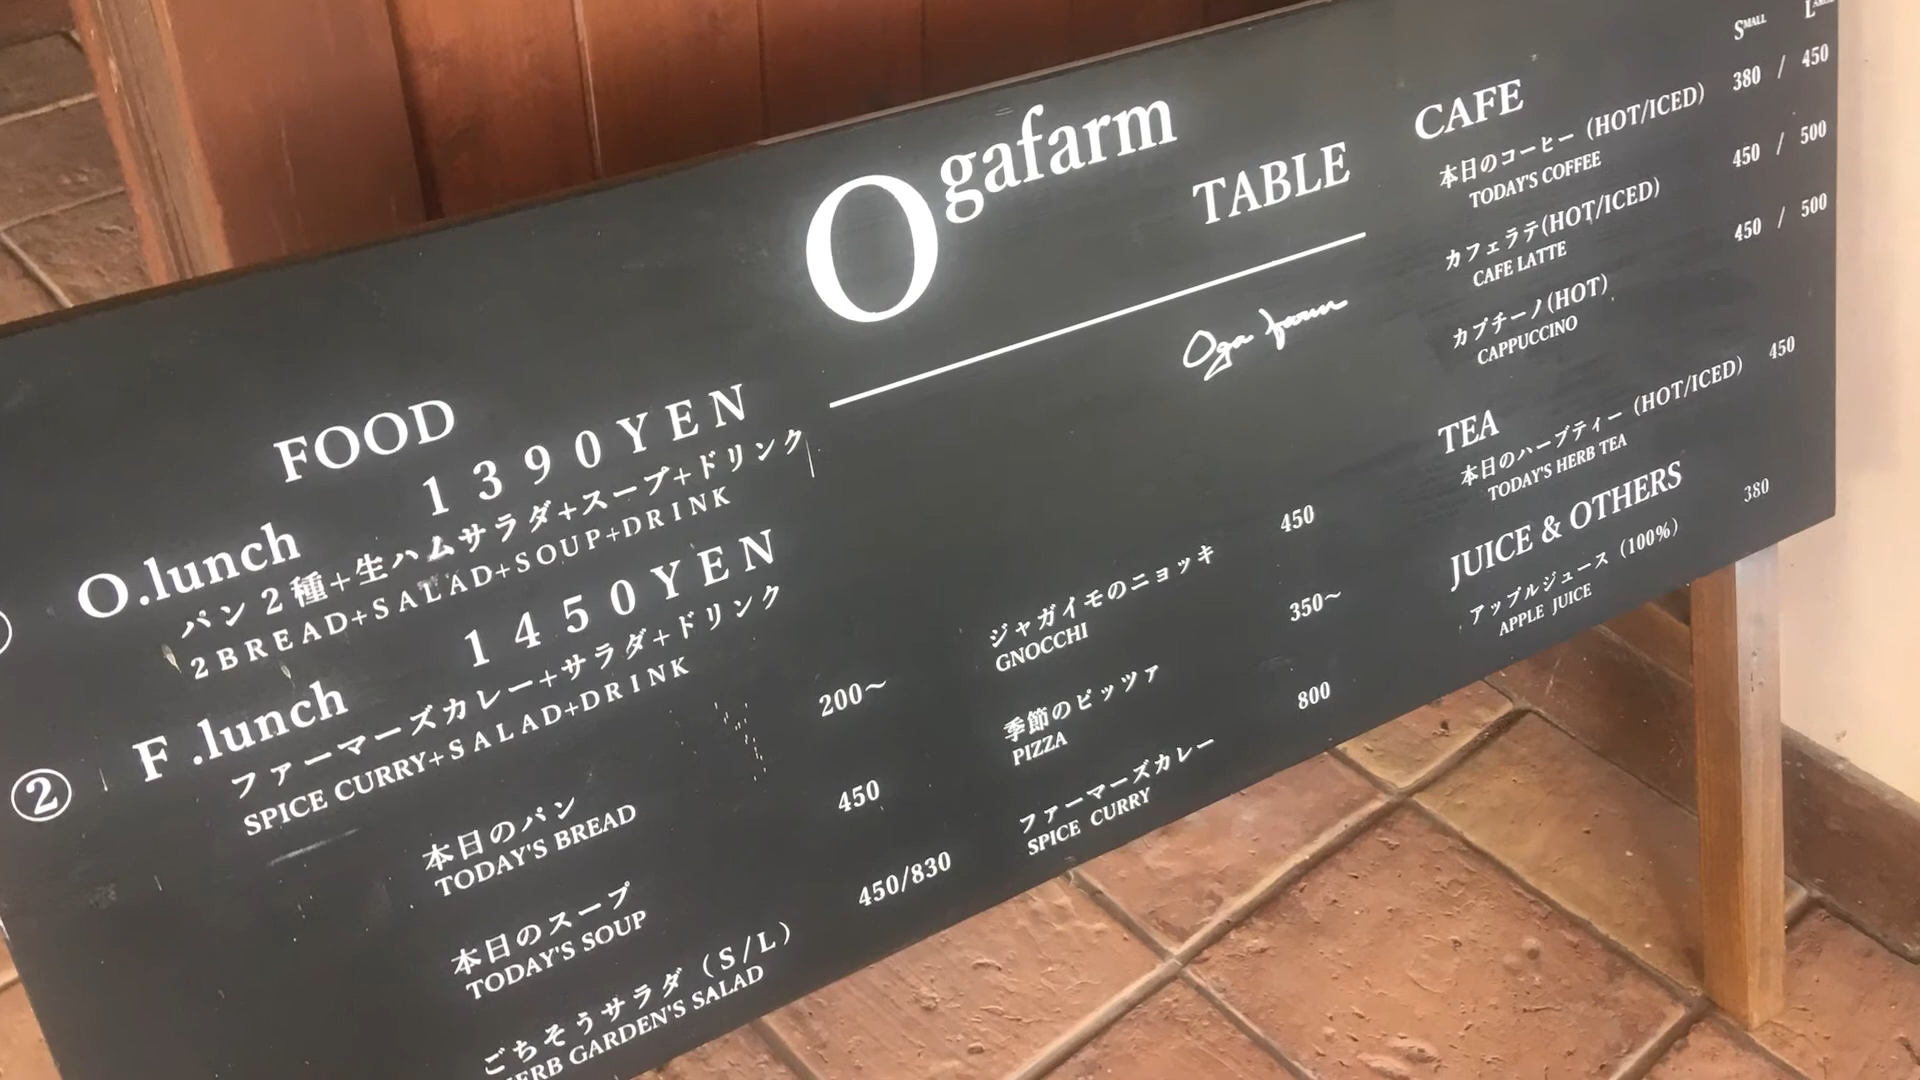 Ogafarm
TABLE
Oga farm
FOOD
O.lunch 1390YEN
パン2種+生ハムサラダ+スープ+ドリンク
2BREAD+SALAD+SOUP+DRINK
② F.lunch 1450YEN
ファーマーズカレー+サラダ+ドリンク
SPICE CURRY+SALAD+DRINK
本日のパン 200～
TODAY'S BREAD
本日のスープ 450
TODAY'S SOUP
ごちそうサラダ (S/L) 450/830
GARDEN'S SALAD
ジャガイモのニョッキ 450
GNOCCHI
季節のピッツァ 350～
PIZZA
ファーマーズカレー 800
SPICE CURRY
SMALL
CAFE
本日のコーヒー (HOT/ICED) 380 / 450
TODAY'S COFFEE
カフェラテ(HOT/ICED) 450 / 500
CAFE LATTE
カプチーノ(HOT) 450 / 500
CAPPUCCINO
TEA
本日のハーブティー (HOT/ICED) 450
TODAY'S HERB TEA
JUICE & OTHERS
アップルジュース (100%) 380
APPLE JUICE